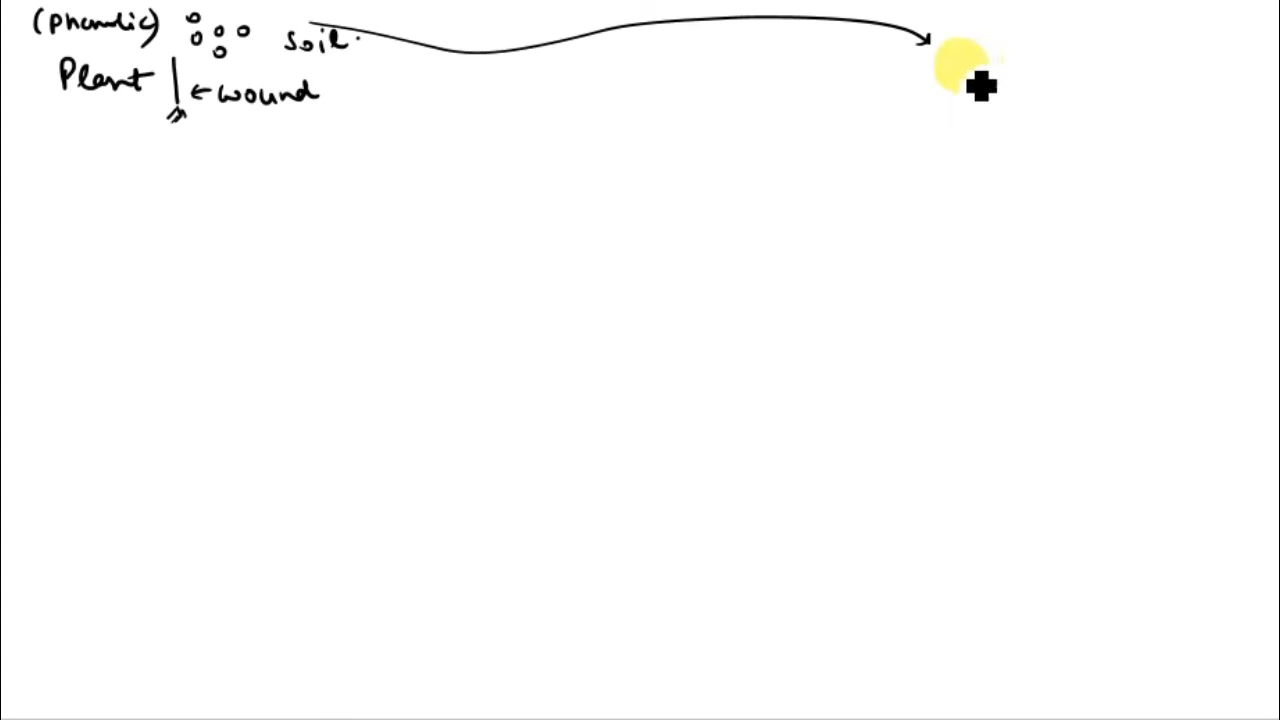 (Phenolic) soil.
Plant ← wound